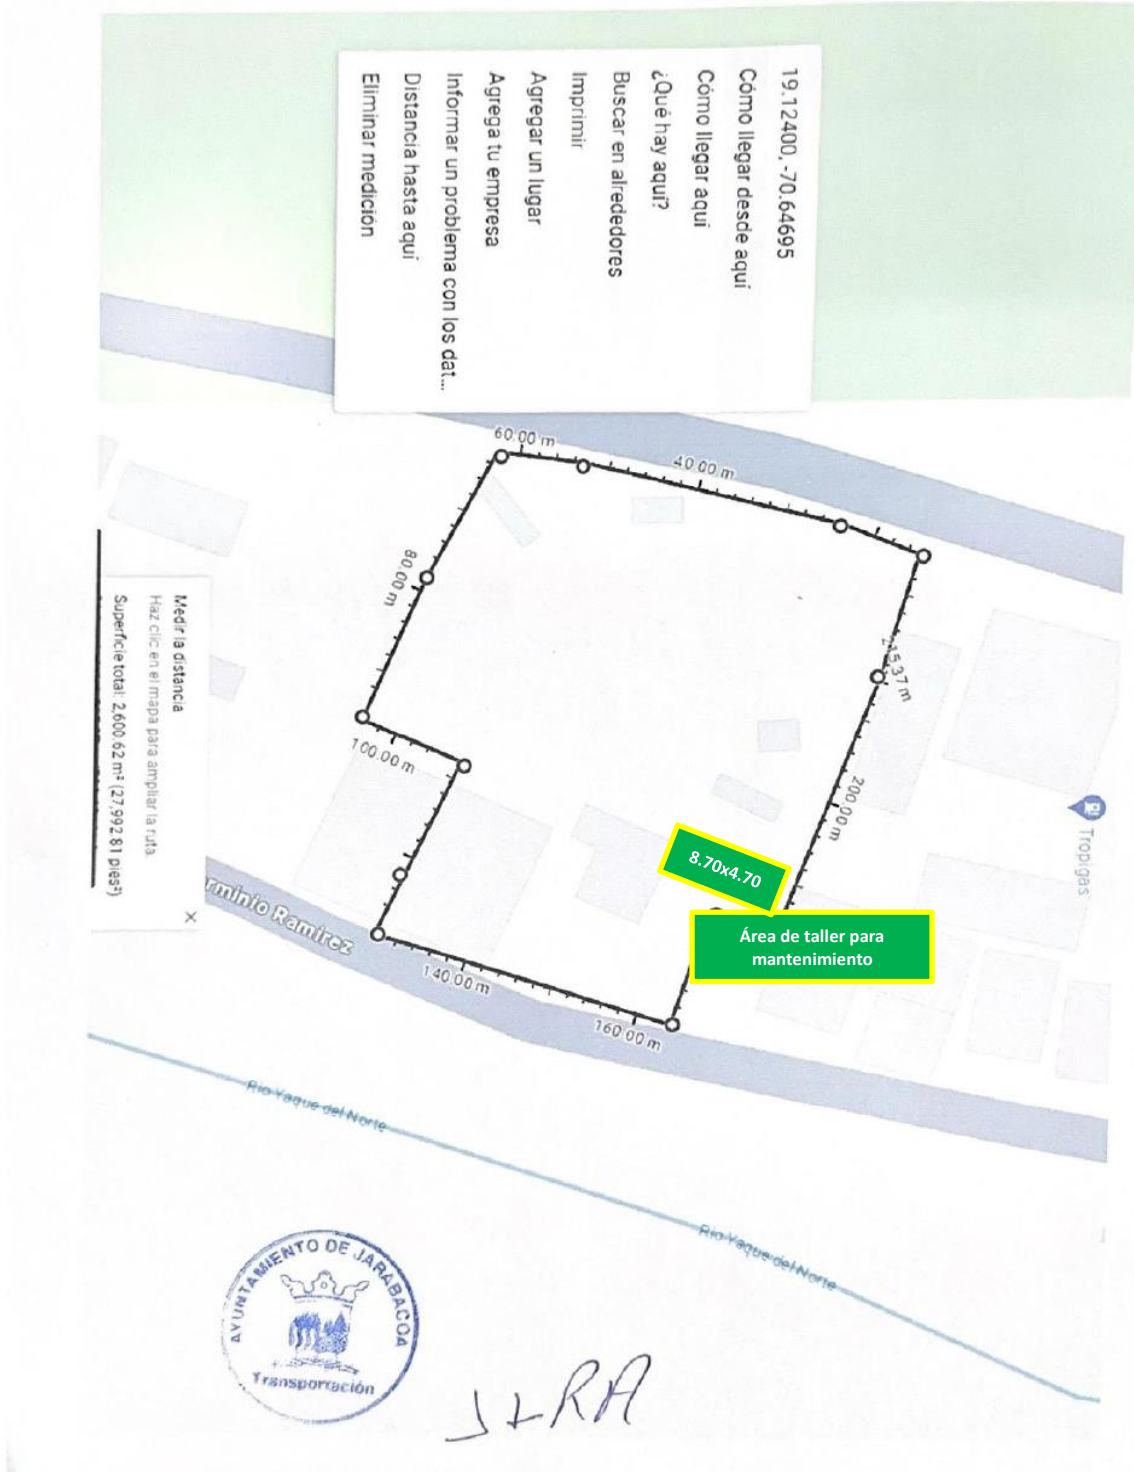 19.12400, -70.64695
Cómo llegar desde aquí
Cómo llegar aquí
¿Qué hay aquí?
Buscar en alrededores
Imprimir
Agregar un lugar
Agrega tu empresa
Informar un problema con los dat...
Distancia hasta aquí
Eliminar medición
60.00 m
40.00 m
80.00 m
215.37 m
100.00 m
200.00 m
Tropigas
8.70x4.70
Área de taller para
mantenimiento
140.00 m
160.00 m
rminio Ramírez
Medir la distancia
Haz clic en el mapa para ampliar la ruta.
Superficie total: 2,600.62 m² (27,992.81 pies²)
Río Yaque del Norte
Río Yaque del Norte
AYUNTAMIENTO DE JARABACOA
Transportación